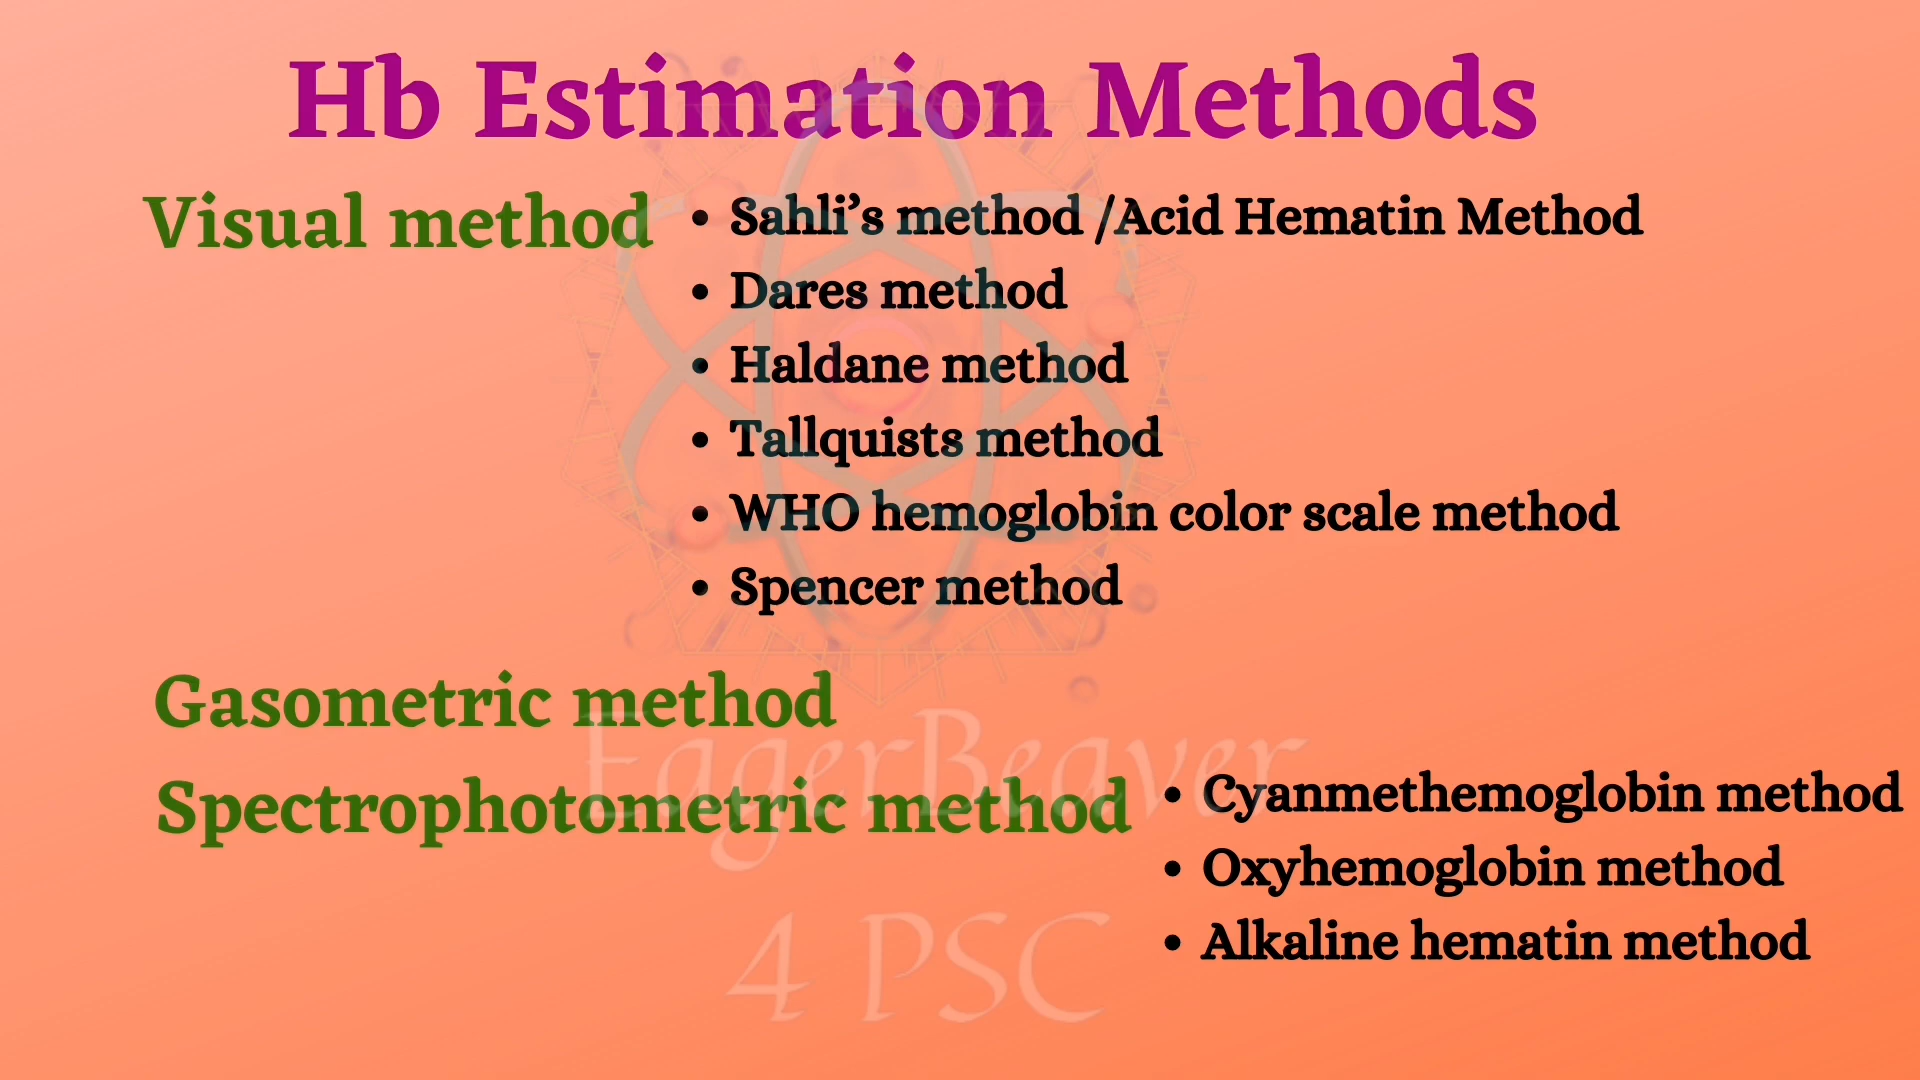 Hb Estimation Methods
Visual method
• Sahli’s method /Acid Hematin Method
• Dares method
• Haldane method
• Tallquists method
• WHO hemoglobin color scale method
• Spencer method
Gasometric method
Spectrophotometric method
• Cyanmethemoglobin method
• Oxyhemoglobin method
• Alkaline hematin method
EagerBeaver
4 PSC